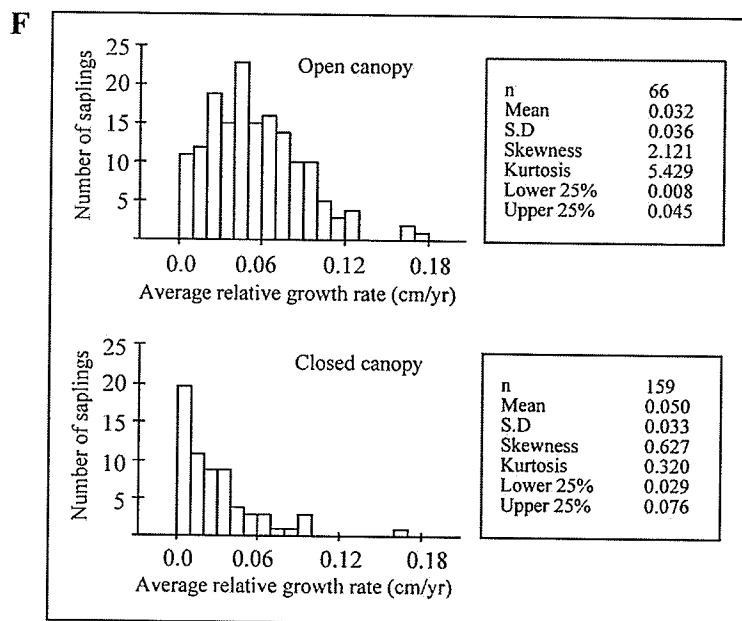 F
Open canopy
Number of saplings
25
20
15
10
5
0.0 0.06 0.12 0.18
Average relative growth rate (cm/yr)
n 66
Mean 0.032
S.D 0.036
Skewness 2.121
Kurtosis 5.429
Lower 25% 0.008
Upper 25% 0.045
Closed canopy
Number of saplings
25
20
15
10
5
0.0 0.06 0.12 0.18
Average relative growth rate (cm/yr)
n 159
Mean 0.050
S.D 0.033
Skewness 0.627
Kurtosis 0.320
Lower 25% 0.029
Upper 25% 0.076